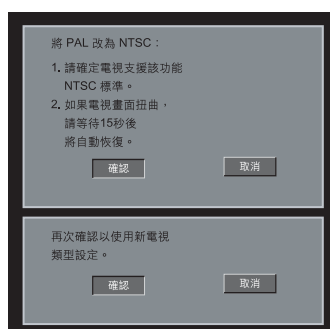 將 PAL 改為 NTSC：
1. 請確定電視支援該功能
NTSC 標準。
2. 如果電視畫面扭曲，
請等待15秒後
將自動恢復。
確認 取消
再次確認以使用新電視
類型設定。
確認 取消